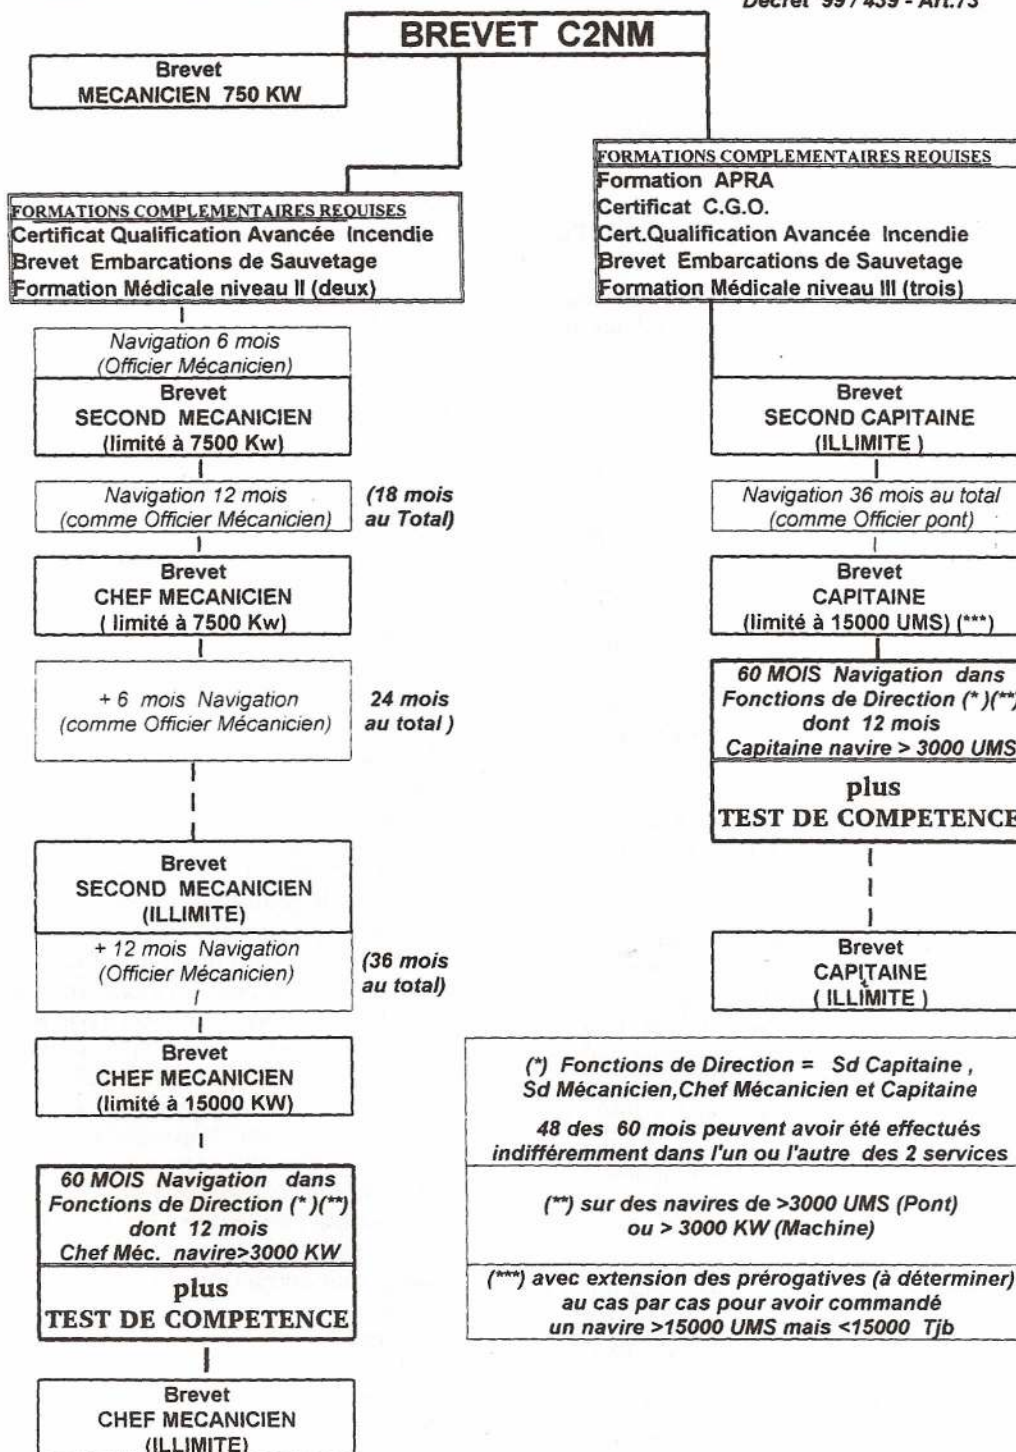 Décret 99 / 439 - Art.73
BREVET C2NM
Brevet
MECANICIEN 750 KW
FORMATIONS COMPLEMENTAIRES REQUISES
Certificat Qualification Avancée Incendie
Brevet Embarcations de Sauvetage
Formation Médicale niveau II (deux)
Navigation 6 mois
(Officier Mécanicien)
Brevet
SECOND MECANICIEN
(limité à 7500 Kw)
Navigation 12 mois
(comme Officier Mécanicien)
(18 mois
au Total)
Brevet
CHEF MECANICIEN
( limité à 7500 Kw)
+ 6 mois Navigation
(comme Officier Mécanicien)
24 mois
au total )
Brevet
SECOND MECANICIEN
(ILLIMITE)
+ 12 mois Navigation
(Officier Mécanicien)
(36 mois
au total)
Brevet
CHEF MECANICIEN
(limité à 15000 KW)
60 MOIS Navigation dans
Fonctions de Direction (* )(**)
dont 12 mois
Chef Méc. navire>3000 KW
plus
TEST DE COMPETENCE
Brevet
CHEF MECANICIEN
(ILLIMITE)
FORMATIONS COMPLEMENTAIRES REQUISES
Formation APRA
Certificat C.G.O.
Cert.Qualification Avancée Incendie
Brevet Embarcations de Sauvetage
Formation Médicale niveau III (trois)
Brevet
SECOND CAPITAINE
(ILLIMITE )
Navigation 36 mois au total
(comme Officier pont)
Brevet
CAPITAINE
(limité à 15000 UMS) (***)
60 MOIS Navigation dans
Fonctions de Direction (* )(**)
dont 12 mois
Capitaine navire > 3000 UMS
plus
TEST DE COMPETENCE
Brevet
CAPITAINE
( ILLIMITE )
(*) Fonctions de Direction = Sd Capitaine ,
Sd Mécanicien,Chef Mécanicien et Capitaine
48 des 60 mois peuvent avoir été effectués
indifféremment dans l'un ou l'autre des 2 services
(**) sur des navires de >3000 UMS (Pont)
ou > 3000 KW (Machine)
(***) avec extension des prérogatives (à déterminer)
au cas par cas pour avoir commandé
un navire >15000 UMS mais <15000 Tjb